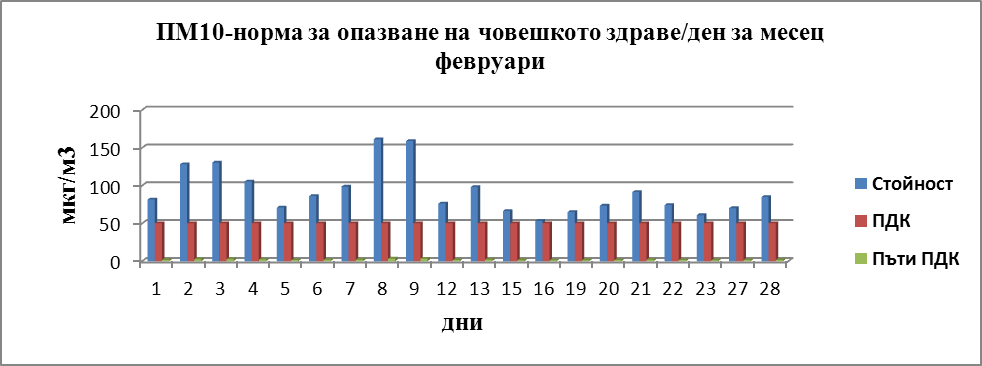 ПМ10-норма за опазване на човешкото здраве/ден за месец
февруари
мкг/м3
200
150
100
50
0
1 2 3 4 5 6 7 8 9 12 13 15 16 19 20 21 22 23 27 28
дни
Стойност
ПДК
Пъти ПДК